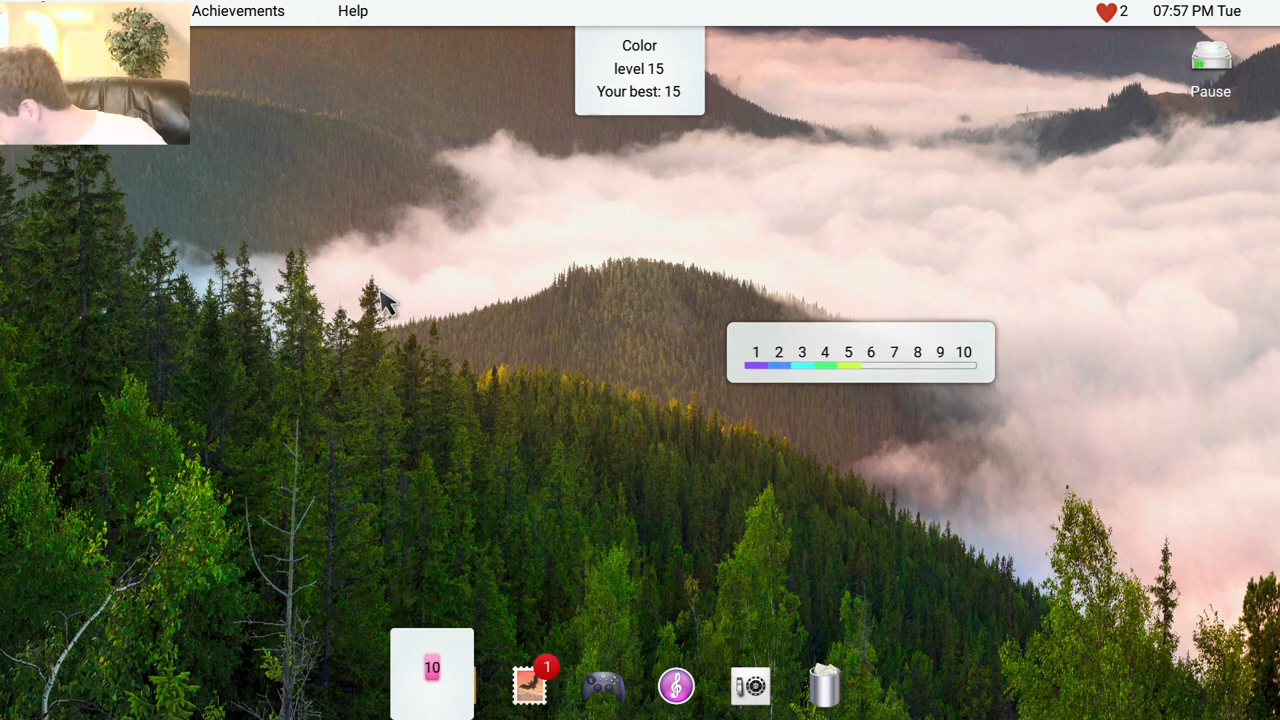 Achievements Help 2 07:57 PM Tue
Color
level 15
Your best: 15
Pause
1 2 3 4 5 6 7 8 9 10
10
1